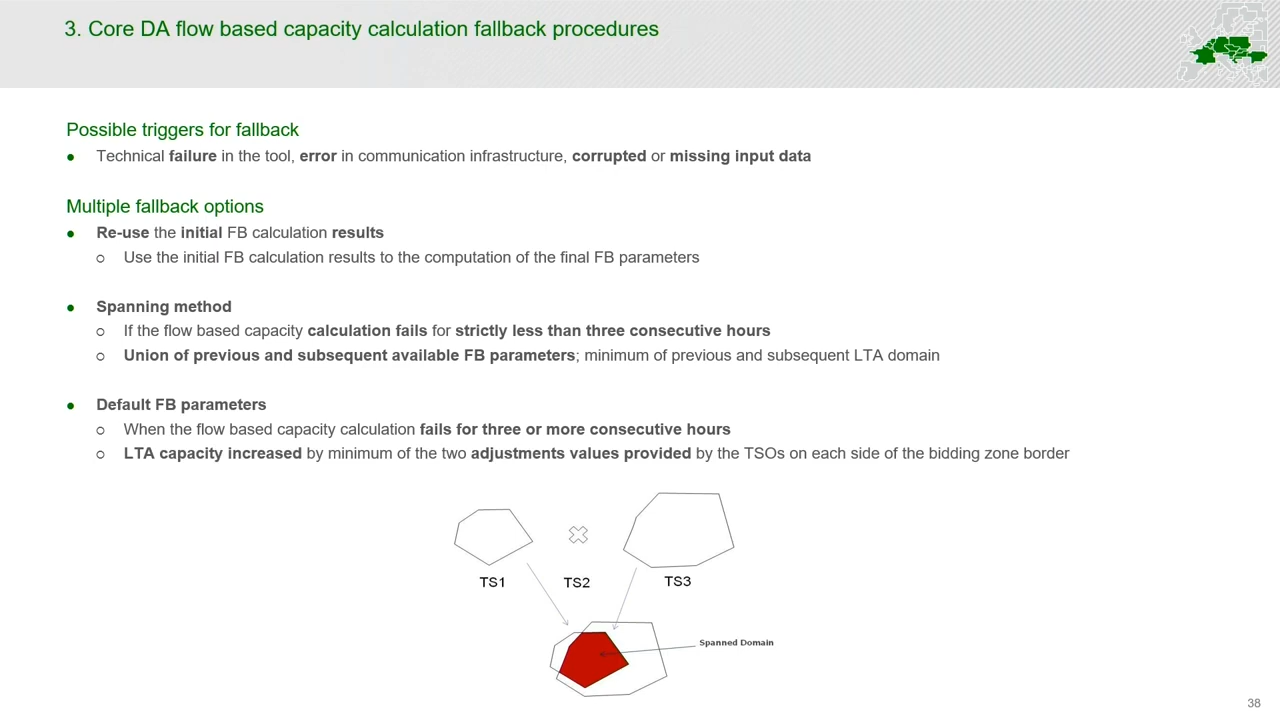 3. Core DA flow based capacity calculation fallback procedures
Possible triggers for fallback
● Technical failure in the tool, error in communication infrastructure, corrupted or missing input data
Multiple fallback options
● Re-use the initial FB calculation results
o Use the initial FB calculation results to the computation of the final FB parameters
● Spanning method
o If the flow based capacity calculation fails for strictly less than three consecutive hours
o Union of previous and subsequent available FB parameters; minimum of previous and subsequent LTA domain
● Default FB parameters
o When the flow based capacity calculation fails for three or more consecutive hours
o LTA capacity increased by minimum of the two adjustments values provided by the TSOs on each side of the bidding zone border
TS1 TS2 TS3
Spanned Domain
38